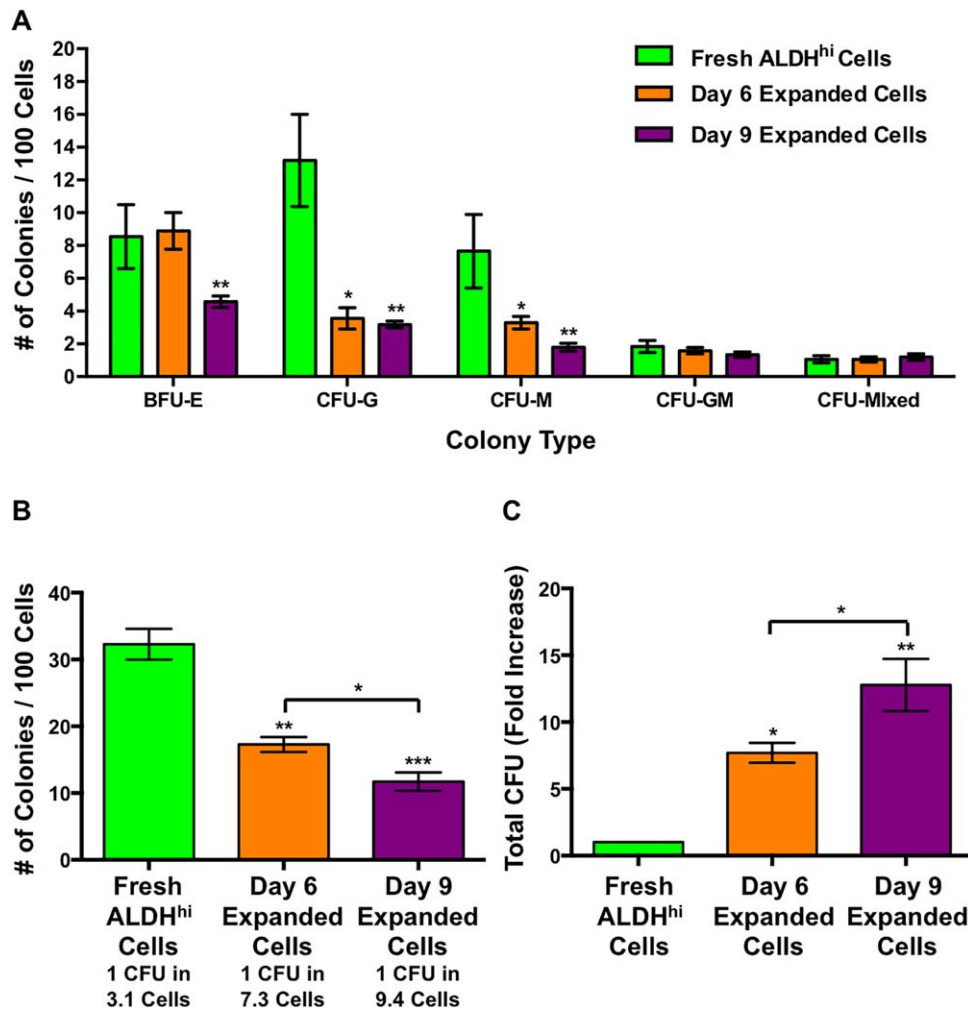 A
# of Colonies / 100 Cells
20
18
16
14
12
10
8
6
4
2
0
Fresh ALDHhi Cells
Day 6 Expanded Cells
Day 9 Expanded Cells
**
* **
* **
BFU-E CFU-G CFU-M CFU-GM CFU-MIxed
Colony Type
B
# of Colonies / 100 Cells
40
30
20
10
0
*
**
***
Fresh ALDHhi Cells 1 CFU in 3.1 Cells
Day 6 Expanded Cells 1 CFU in 7.3 Cells
Day 9 Expanded Cells 1 CFU in 9.4 Cells
C
Total CFU (Fold Increase)
20
15
10
5
0
*
*
**
Fresh ALDHhi Cells
Day 6 Expanded Cells
Day 9 Expanded Cells